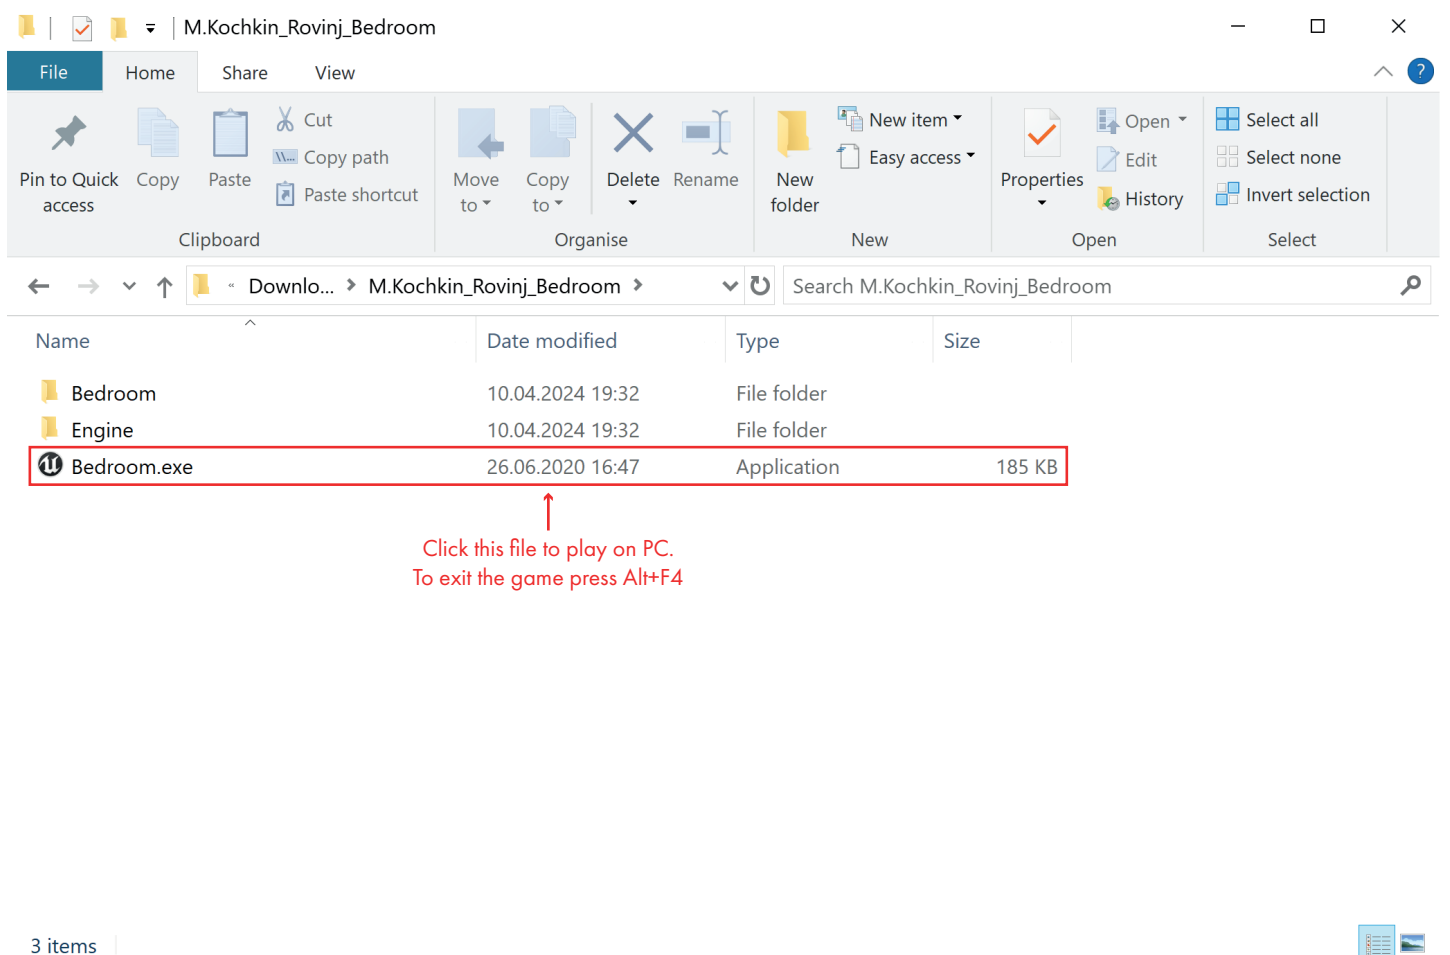 M.Kochkin_Rovinj_Bedroom
File
Home
Share
View
?
Pin to Quick access
Copy
Paste
Cut
Copy path
Paste shortcut
Clipboard
Move to
Copy to
Delete
Rename
Organise
New folder
New item
Easy access
New
Properties
Open
Edit
History
Open
Select all
Select none
Invert selection
Select
« Downlo... > M.Kochkin_Rovinj_Bedroom >
Search M.Kochkin_Rovinj_Bedroom
Name Date modified Type Size
Bedroom 10.04.2024 19:32 File folder
Engine 10.04.2024 19:32 File folder
Bedroom.exe 26.06.2020 16:47 Application 185 KB
Click this file to play on PC.
To exit the game press Alt+F4
3 items